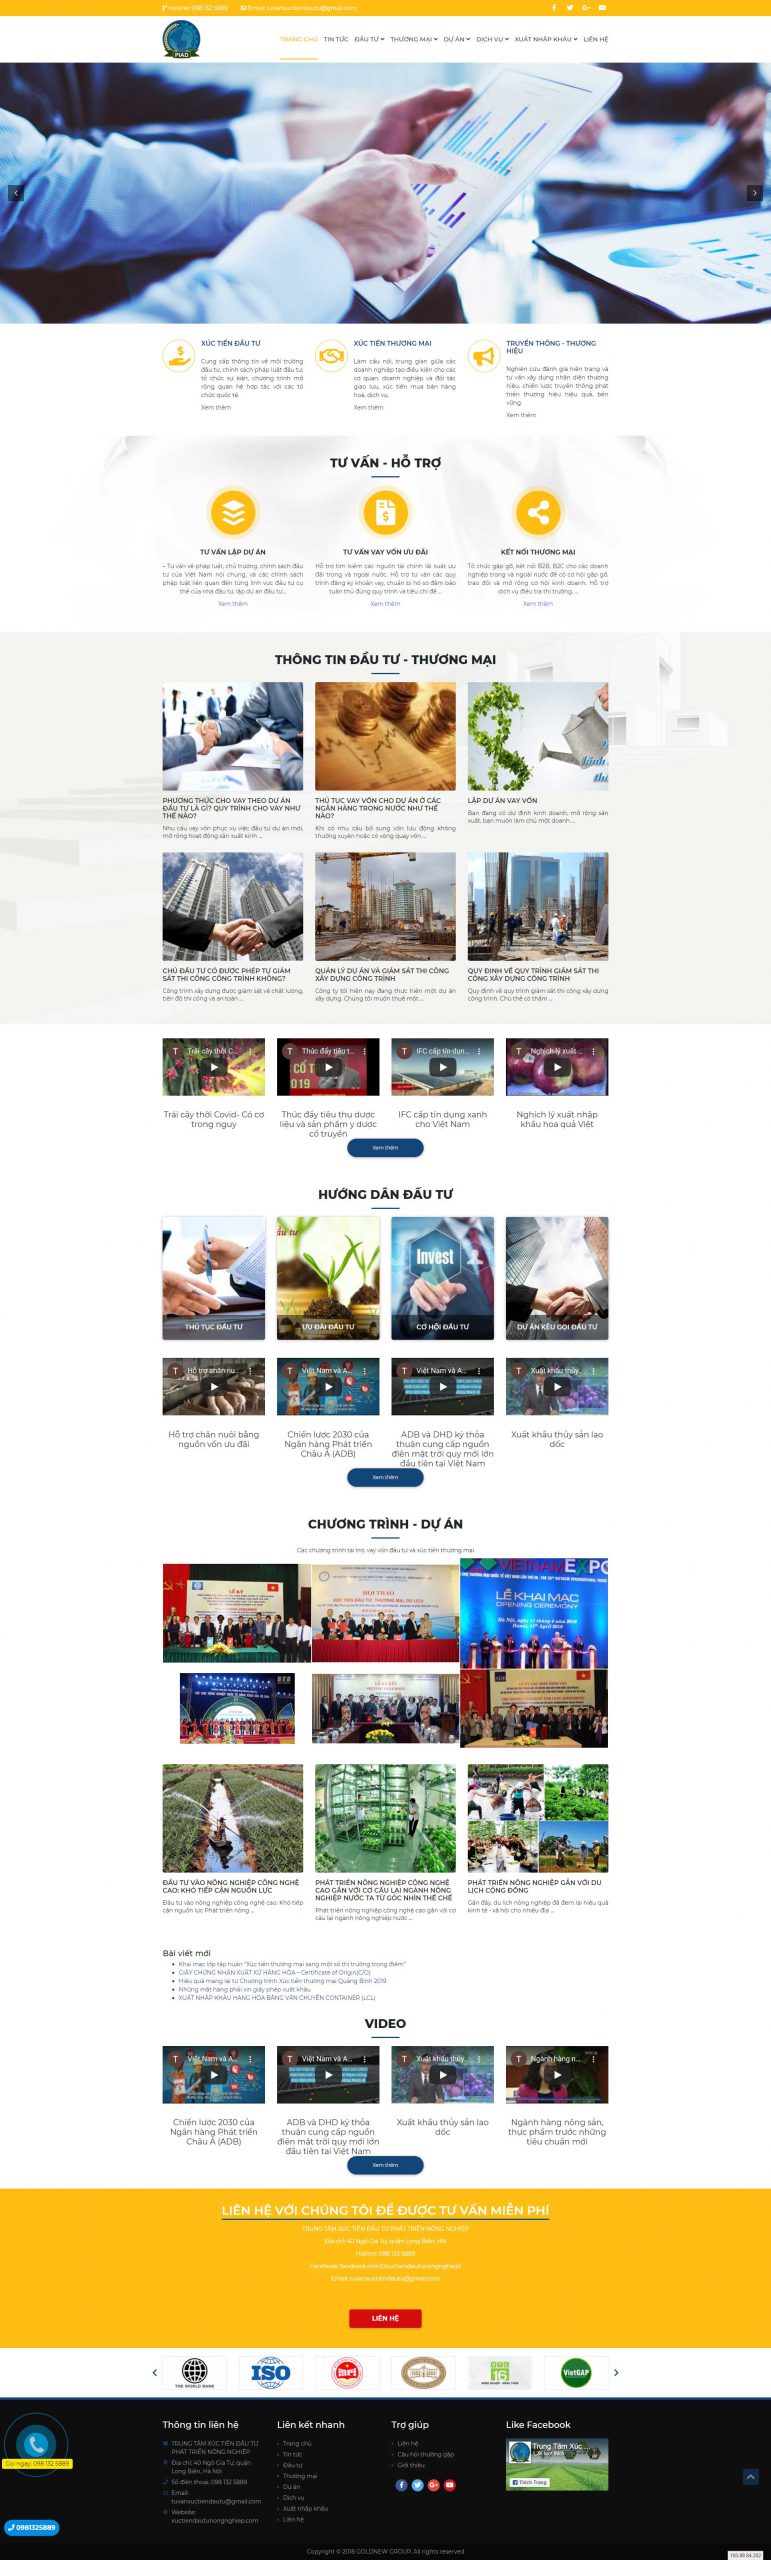 Hotline: 098 132 5889 Email: tuvanxuctiendautu@gmail.com
PIAD
TRANG CHỦ TIN TỨC ĐẦU TƯ THƯƠNG MẠI DỰ ÁN DỊCH VỤ XUẤT NHẬP KHẨU LIÊN HỆ
XÚC TIẾN ĐẦU TƯ
Cung cấp thông tin về môi trường
đầu tư, chính sách pháp luật đầu tư;
tổ chức sự kiện, chương trình mở
rộng quan hệ hợp tác với các tổ
chức quốc tế.
Xem thêm
XÚC TIẾN THƯƠNG MẠI
Làm cầu nối, trung gian giữa các
doanh nghiệp tạo điều kiện cho các
cơ quan, doanh nghiệp và đối tác
giao lưu, xúc tiến mua bán hàng
hoá, dịch vụ.
Xem thêm
TRUYỀN THÔNG - THƯƠNG
HIỆU
Nghiên cứu đánh giá hiện trạng và
tư vấn xây dựng nhận diện thương
hiệu, chiến lược truyền thông phát
triển thương hiệu hiệu quả, bền
vững.
Xem thêm
TƯ VẤN - HỖ TRỢ
TƯ VẤN LẬP DỰ ÁN
– Tư vấn về pháp luật, chủ trương, chính sách đầu
tư của Việt Nam nói chung, và các chính sách
pháp luật liên quan đến từng lĩnh vực đầu tư cụ
thể của nhà đầu tư, lập dự án đầu tư...
Xem thêm
TƯ VẤN VAY VỐN ƯU ĐÃI
Hỗ trợ tìm kiếm các nguồn tài chính lãi suất ưu
đãi trong và ngoài nước. Hỗ trợ tư vấn các quy
trình đăng ký khoản vay, chuẩn bị hồ sơ đảm bảo
tuân thủ đúng quy trình và tiêu chí để ...
Xem thêm
KẾT NỐI THƯƠNG MẠI
Tổ chức gặp gỡ, kết nối B2B, B2C cho các doanh
nghiệp trong và ngoài nước để có cơ hội gặp gỡ,
trao đổi và mở rộng cơ hội kinh doanh. Hỗ trợ
dịch vụ điều tra thị trường, ...
Xem thêm
THÔNG TIN ĐẦU TƯ - THƯƠNG MẠI
PHƯƠNG THỨC CHO VAY THEO DỰ ÁN
ĐẦU TƯ LÀ GÌ? QUY TRÌNH CHO VAY NHƯ
THẾ NÀO?
Nhu cầu vay vốn phục vụ việc đầu tư dự án mới,
mở rộng hoạt động sản xuất kinh ...
THỦ TỤC VAY VỐN CHO DỰ ÁN Ở CÁC
NGÂN HÀNG TRONG NƯỚC NHƯ THẾ
NÀO?
Khi có nhu cầu bổ sung vốn lưu động không
thường xuyên hoặc có vòng quay vốn ...
LẬP DỰ ÁN VAY VỐN
Bạn đang có dự định kinh doanh, mở rộng sản
xuất, bạn muốn làm chủ một doanh ...
CHỦ ĐẦU TƯ CÓ ĐƯỢC PHÉP TỰ GIÁM
SÁT THI CÔNG CÔNG TRÌNH KHÔNG?
Công trình xây dựng được giám sát về chất lượng,
tiến độ thi công và an toàn ...
QUẢN LÝ DỰ ÁN VÀ GIÁM SÁT THI CÔNG
XÂY DỰNG CÔNG TRÌNH
Công ty tôi hiện nay đang thực hiện một dự án
xây dựng. Chúng tôi muốn thuê một ...
QUY ĐỊNH VỀ QUY TRÌNH GIÁM SÁT THI
CÔNG XÂY DỰNG CÔNG TRÌNH
Quy định về quy trình giám sát thi công xây dựng
công trình. Chủ thể có thẩm ...
T Trái cây thời C...
T Thúc đẩy tiêu t...
T IFC cấp tín dụn...
T Nghịch lý xuất ...
Trái cây thời Covid- Có cơ
trong nguy
Thúc đẩy tiêu thụ dược
liệu và sản phẩm y dược
cổ truyền
IFC cấp tín dụng xanh
cho Việt Nam
Nghịch lý xuất nhập
khẩu hoa quả Việt
Xem thêm
HƯỚNG DẪN ĐẦU TƯ
Invest
THỦ TỤC ĐẦU TƯ
ƯU ĐÃI ĐẦU TƯ
CƠ HỘI ĐẦU TƯ
DỰ ÁN KÊU GỌI ĐẦU TƯ
T Hỗ trợ chăn nu...
T Việt Nam và A...
T Việt Nam và A...
T Xuất khẩu thủy...
Hỗ trợ chăn nuôi bằng
nguồn vốn ưu đãi
Chiến lược 2030 của
Ngân hàng Phát triển
Châu Á (ADB)
ADB và DHD ký thỏa
thuận cung cấp nguồn
điện mặt trời quy mới lớn
đầu tiên tại Việt Nam
Xuất khẩu thủy sản lao
dốc
Xem thêm
CHƯƠNG TRÌNH - DỰ ÁN
Các chương trình tài trợ, vay vốn đầu tư và xúc tiến thương mại
LỄ KÝ
HỘI THẢO
XÚC TIẾN ĐẦU TƯ, THƯƠNG MẠI, DU LỊCH
VIETNAM EXPO
LỄ KHAI MẠC
OPENING CEREMONY
LỄ KÝ KẾT
ADB
ĐẦU TƯ VÀO NÔNG NGHIỆP CÔNG NGHỆ
CAO: KHÓ TIẾP CẬN NGUỒN LỰC
Đầu tư vào nông nghiệp công nghệ cao: Khó tiếp
cận nguồn lực Phát triển nông ...
PHÁT TRIỂN NÔNG NGHIỆP CÔNG NGHỆ
CAO GẮN VỚI CƠ CẤU LẠI NGÀNH NÔNG
NGHIỆP NƯỚC TA TỪ GÓC NHÌN THỂ CHẾ
Phát triển nông nghiệp công nghệ cao gắn với cơ
cấu lại ngành nông nghiệp nước ...
PHÁT TRIỂN NÔNG NGHIỆP GẮN VỚI DU
LỊCH CỘNG ĐỒNG
Gần đây, du lịch nông nghiệp đã đem lại hiệu quả
kinh tế - xã hội cho nhiều địa ...
Bài viết mới
Khai mạc lớp tập huấn "Xúc tiến thương mại sang một số thị trường trọng điểm"
GIẤY CHỨNG NHẬN XUẤT XỨ HÀNG HÓA – Certificate of Origin(C/O)
Hiệu quả mang lại từ Chương trình Xúc tiến thương mại Quảng Bình 2019
Những mặt hàng phải xin giấy phép xuất khẩu
XUẤT NHẬP KHẨU HÀNG HÓA BẰNG VẬN CHUYỂN CONTAINER (LCL)
VIDEO
T Việt Nam và A...
T Việt Nam và A...
T Xuất khẩu thủy...
T Ngành hàng n...
Chiến lược 2030 của
Ngân hàng Phát triển
Châu Á (ADB)
ADB và DHD ký thỏa
thuận cung cấp nguồn
điện mặt trời quy mới lớn
đầu tiên tại Việt Nam
Xuất khẩu thủy sản lao
dốc
Ngành hàng nông sản,
thực phẩm trước những
tiêu chuẩn mới
Xem thêm
LIÊN HỆ VỚI CHÚNG TÔI ĐỂ ĐƯỢC TƯ VẤN MIỄN PHÍ
TRUNG TÂM XÚC TIẾN ĐẦU TƯ PHÁT TRIỂN NÔNG NGHIỆP
Địa chỉ: 40 Ngô Gia Tự, quận Long Biên, HN
Hotline: 098 132 5889
Email: tuvanxuctiendautu@gmail.com
LIÊN HỆ
THE WORLD BANK
ISO
VTC
16
NÔNG NGHIỆP - NÔNG THÔN
VietGAP
Thông tin liên hệ
TRUNG TÂM XÚC TIẾN ĐẦU TƯ
PHÁT TRIỂN NÔNG NGHIỆP
Địa chỉ: 40 Ngô Gia Tự, quận
Long Biên, Hà Nội
Số điện thoại: 098 132 5889
Email:
tuvanxuctiendautu@gmail.com
Website:
xuctiendautunongnghiep.com
Liên kết nhanh
Trang chủ
Tin tức
Đầu tư
Thương mại
Dự án
Dịch vụ
Xuất nhập khẩu
Liên hệ
Trợ giúp
Liên hệ
Câu hỏi thường gặp
Giới thiệu
Like Facebook
Trung Tâm Xúc ...
Thích Trang
Gọi ngay: 098 132 5889
0981325889
Copyright © 2018 GOLDNEW GROUP. All rights reserved
103.89.84.202